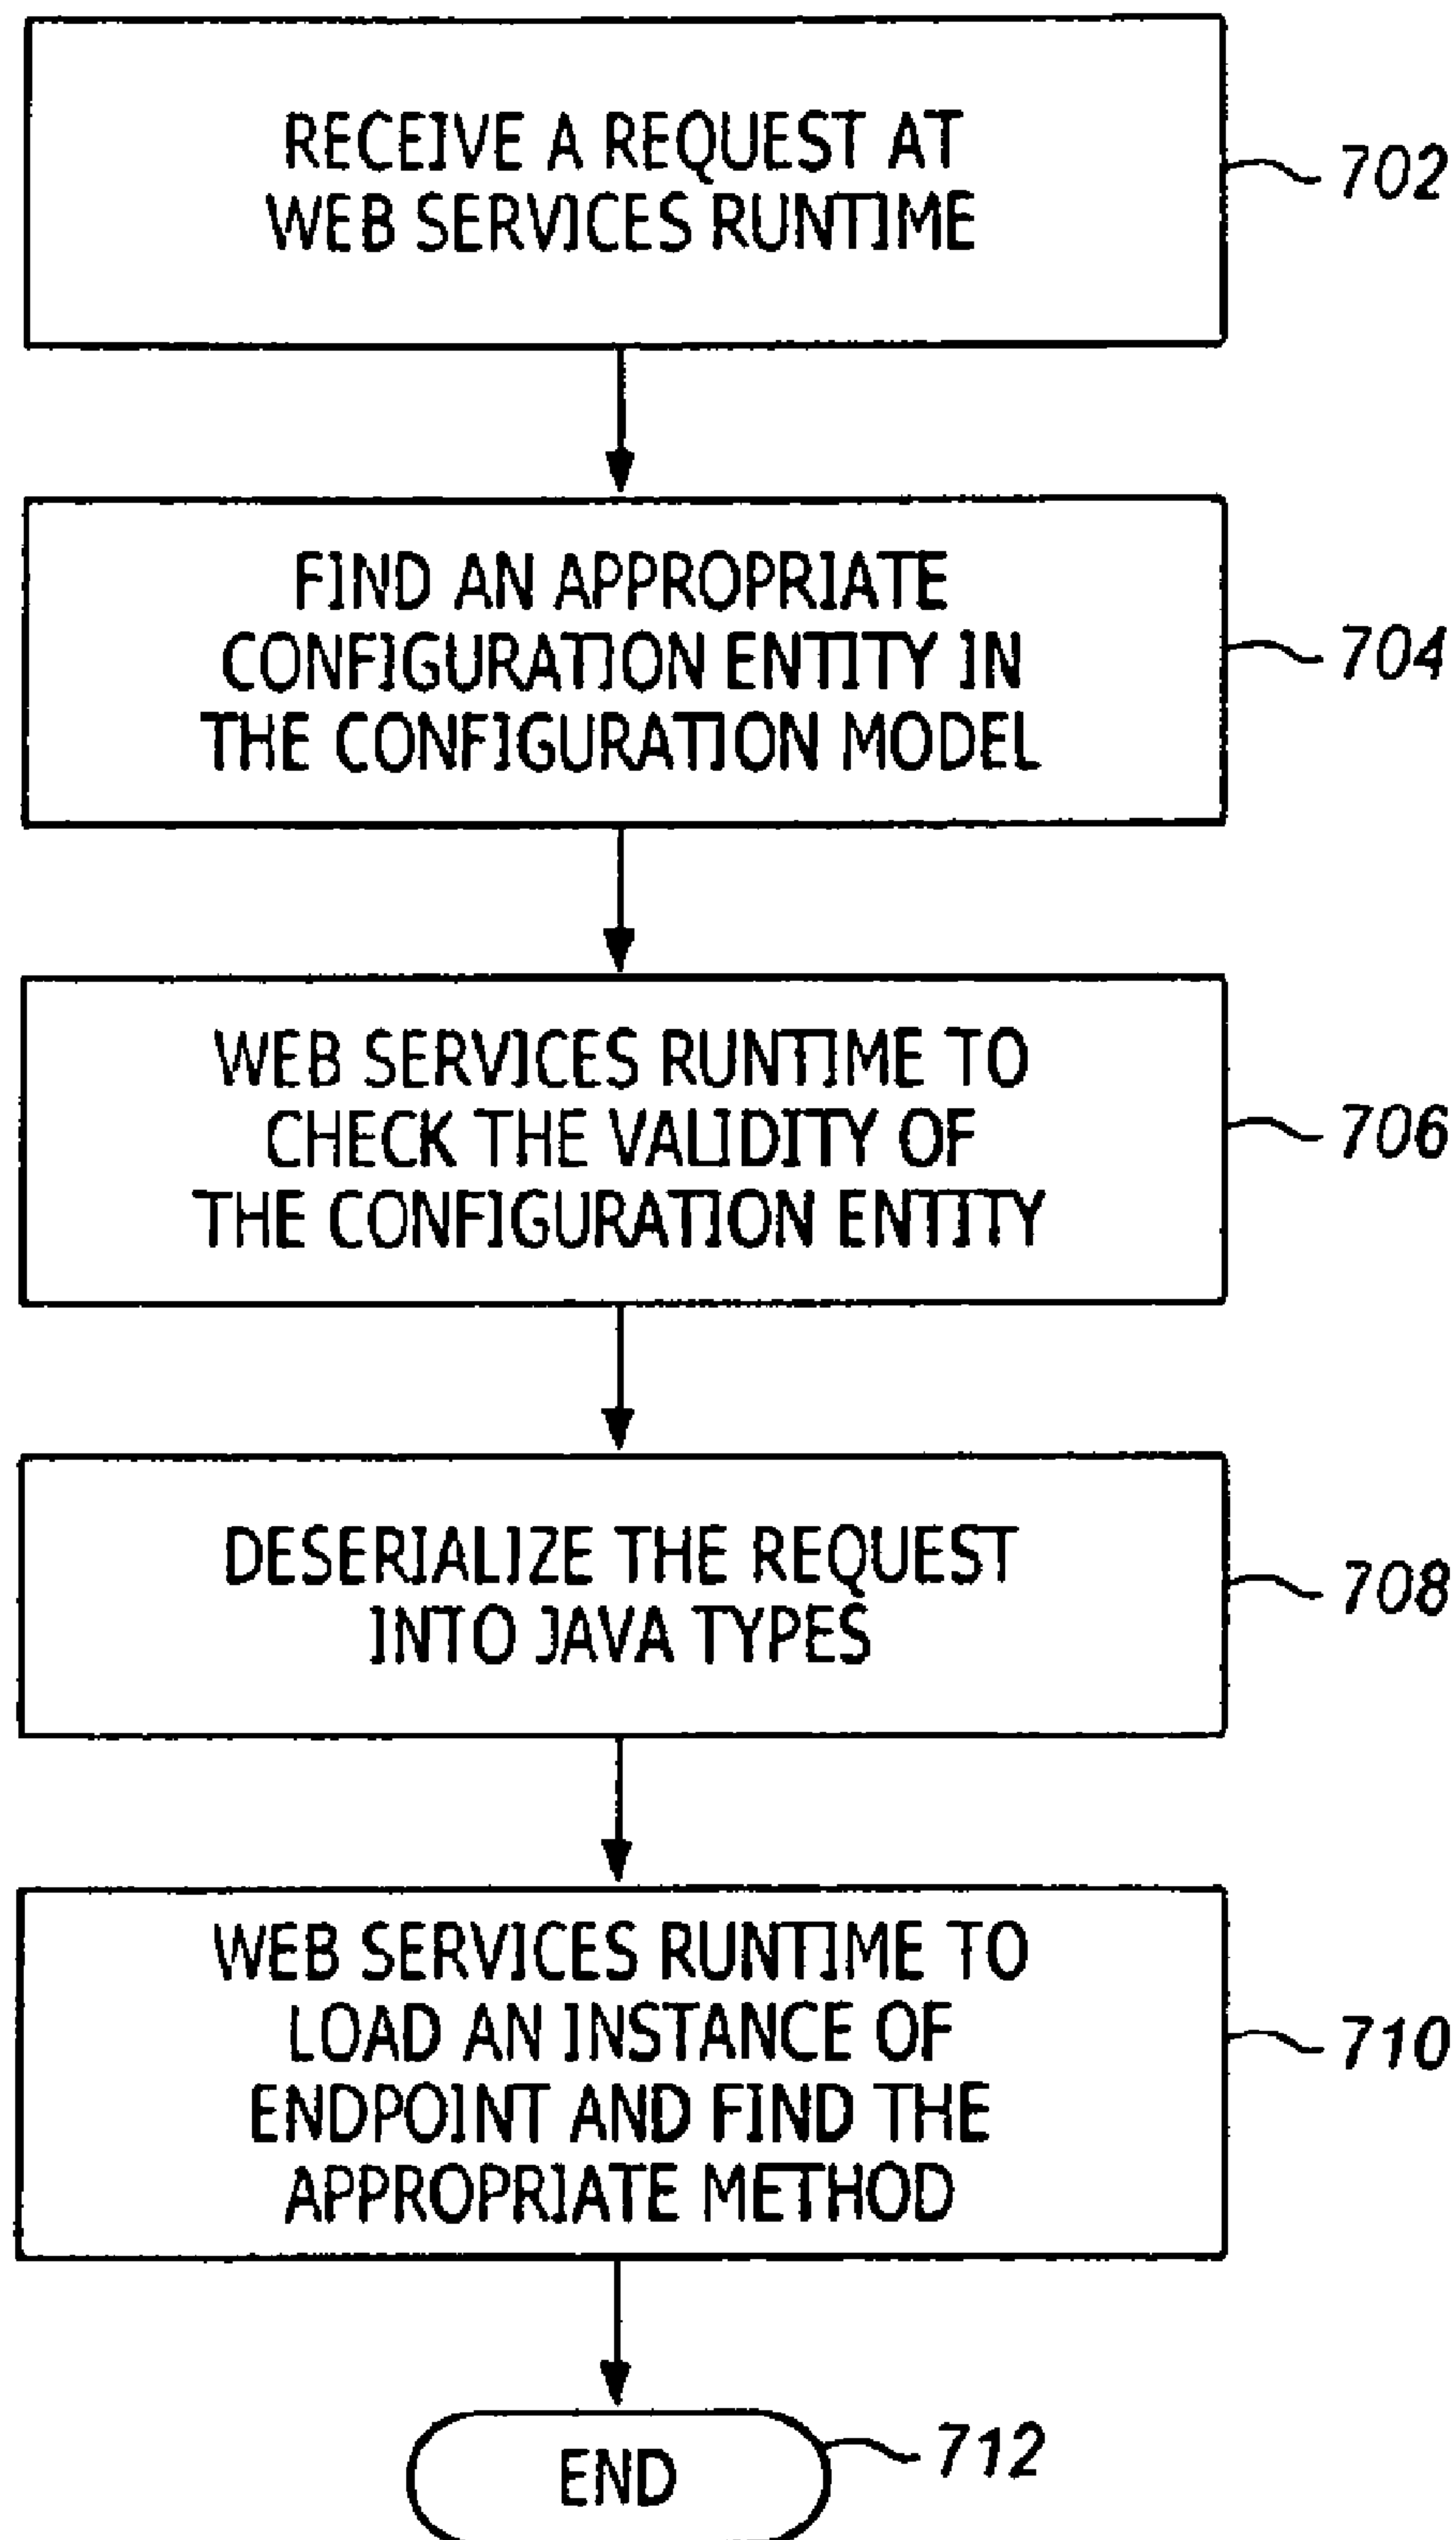 RECEIVE A REQUEST AT
WEB SERVICES RUNTIME
702
FIND AN APPROPRIATE
CONFIGURATION ENTITY IN
THE CONFIGURATION MODEL
704
WEB SERVICES RUNTIME TO
CHECK THE VALIDITY OF
THE CONFIGURATION ENTITY
706
DESERIALIZE THE REQUEST
INTO JAVA TYPES
708
WEB SERVICES RUNTIME TO
LOAD AN INSTANCE OF
ENDPOINT AND FIND THE
APPROPRIATE METHOD
710
END
712